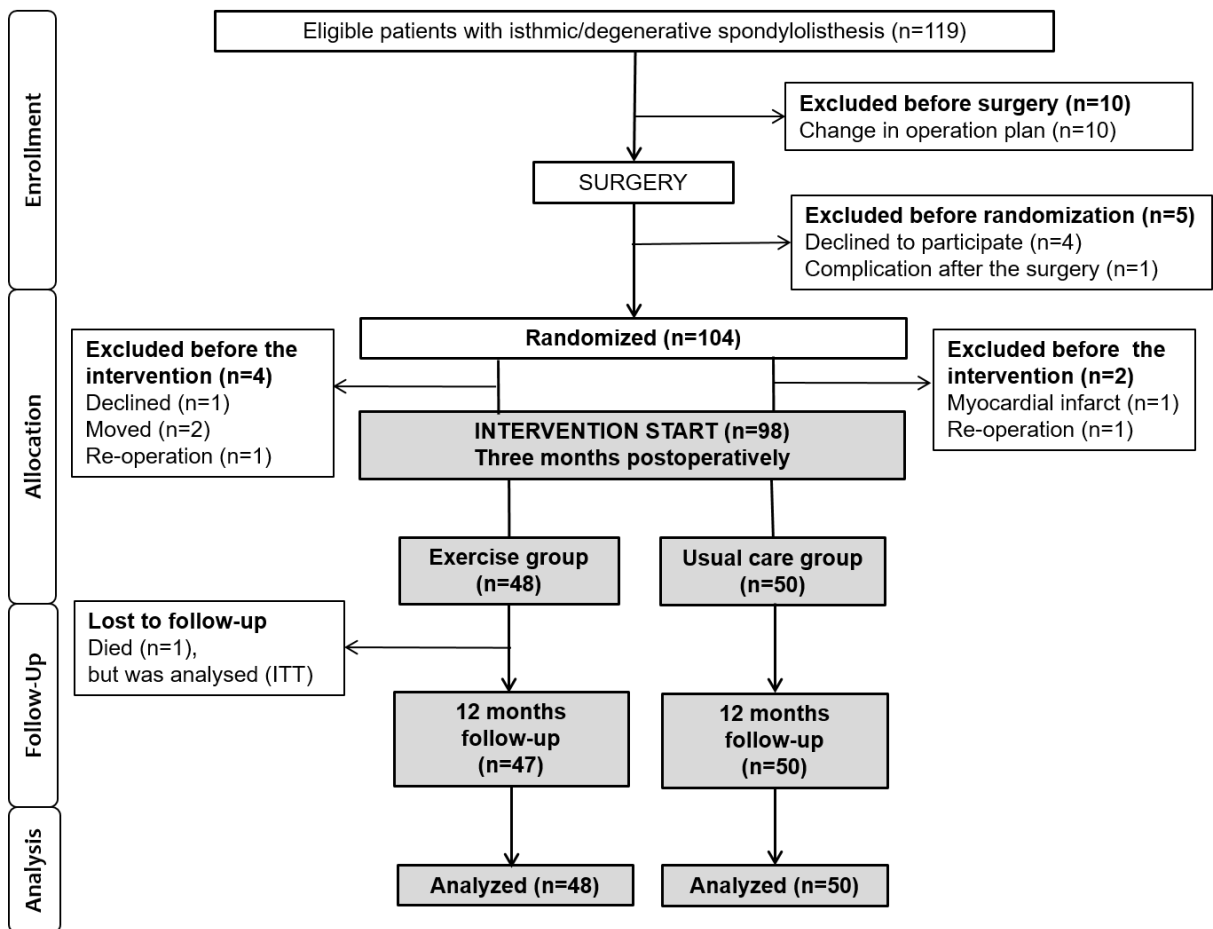 Enrollment
Eligible patients with isthmic/degenerative spondylolisthesis (n=119)
Excluded before surgery (n=10)
Change in operation plan (n=10)
SURGERY
Excluded before randomization (n=5)
Declined to participate (n=4)
Complication after the surgery (n=1)
Allocation
Randomized (n=104)
Excluded before the
intervention (n=4)
Declined (n=1)
Moved (n=2)
Re-operation (n=1)
Excluded before the
intervention (n=2)
Myocardial infarct (n=1)
Re-operation (n=1)
INTERVENTION START (n=98)
Three months postoperatively
Exercise group
(n=48)
Usual care group
(n=50)
Follow-Up
Lost to follow-up
Died (n=1),
but was analysed (ITT)
12 months
follow-up
(n=47)
12 months
follow-up
(n=50)
Analysis
Analyzed (n=48)
Analyzed (n=50)